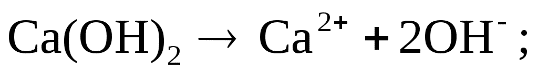 Ca(OH)₂ → Ca²⁺ + 2OH⁻ ;